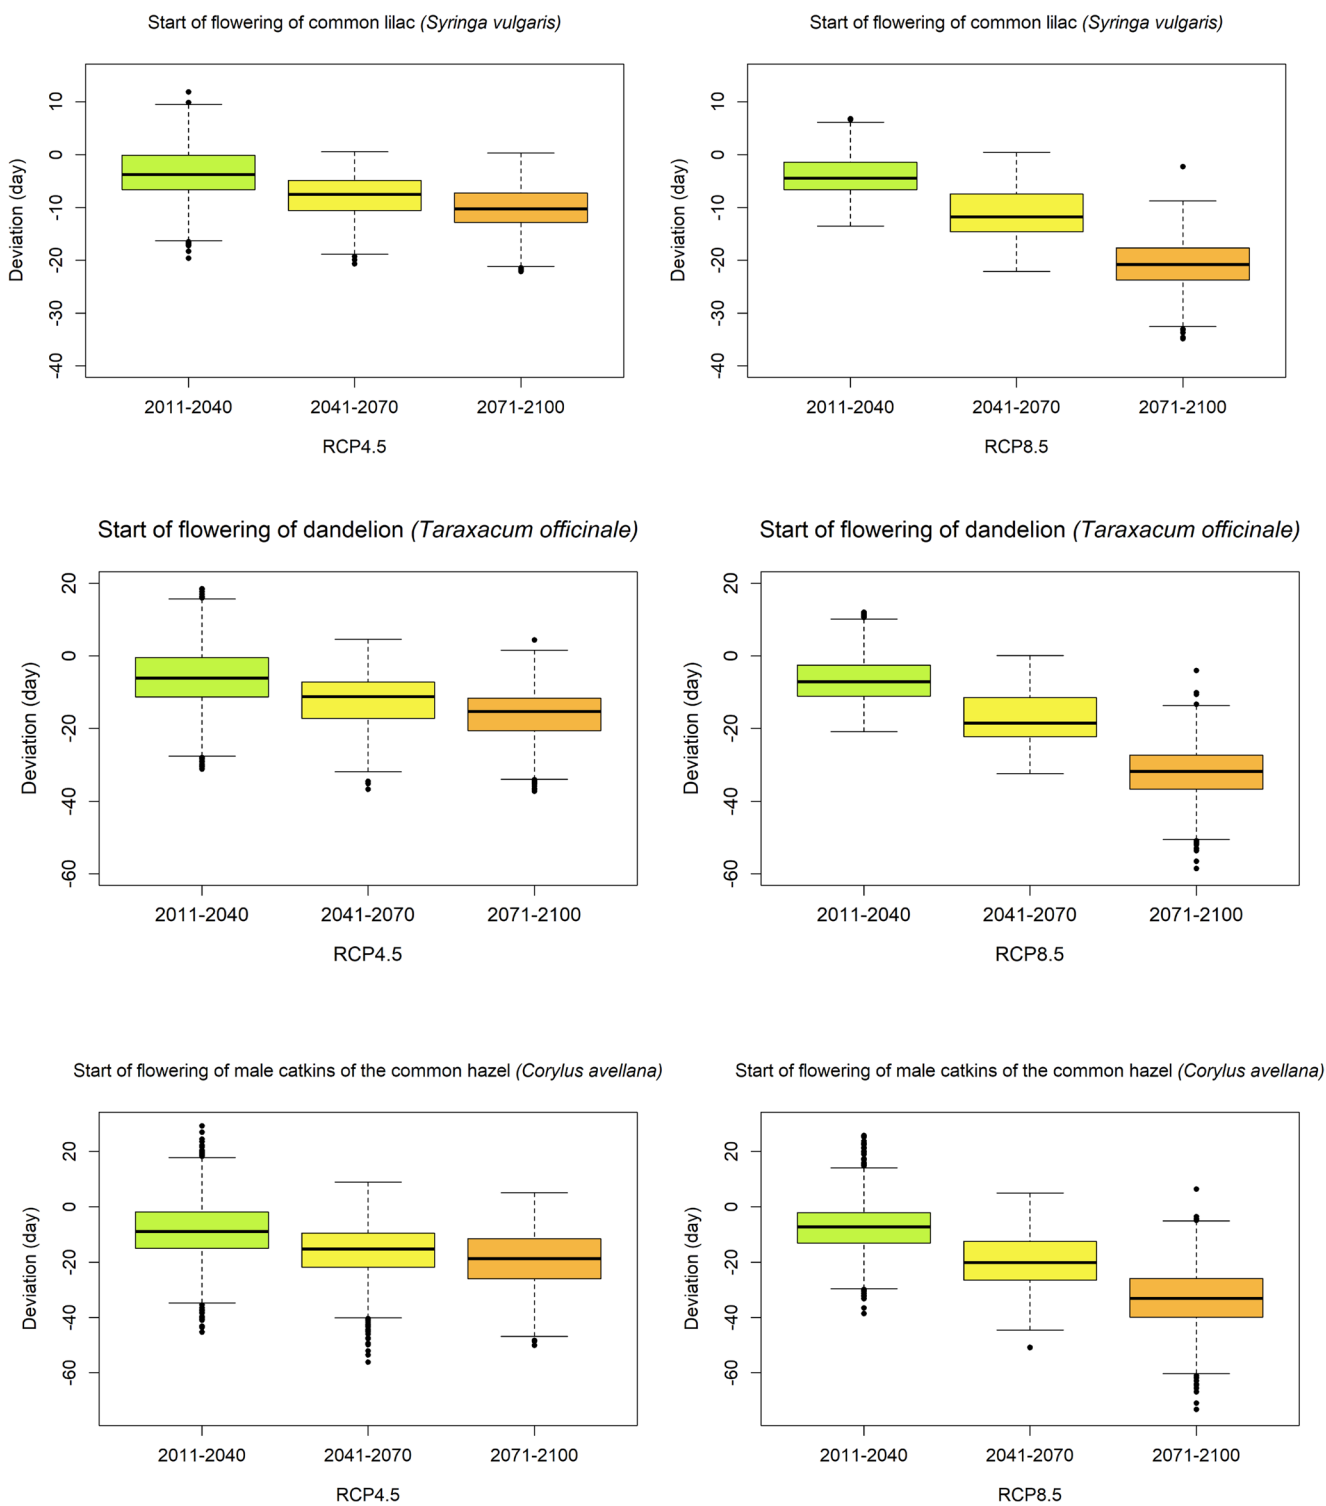 Start of flowering of common lilac (Syringa vulgaris)
10
0
-10
-20
-30
-40
Deviation (day)
2011-2040 2041-2070 2071-2100
RCP4.5
Start of flowering of common lilac (Syringa vulgaris)
10
0
-10
-20
-30
-40
Deviation (day)
2011-2040 2041-2070 2071-2100
RCP8.5
Start of flowering of dandelion (Taraxacum officinale)
20
0
-20
-40
-60
Deviation (day)
2011-2040 2041-2070 2071-2100
RCP4.5
Start of flowering of dandelion (Taraxacum officinale)
20
0
-20
-40
-60
Deviation (day)
2011-2040 2041-2070 2071-2100
RCP8.5
Start of flowering of male catkins of the common hazel (Corylus avellana)
20
0
-20
-40
-60
Deviation (day)
2011-2040 2041-2070 2071-2100
RCP4.5
Start of flowering of male catkins of the common hazel (Corylus avellana)
20
0
-20
-40
-60
Deviation (day)
2011-2040 2041-2070 2071-2100
RCP8.5